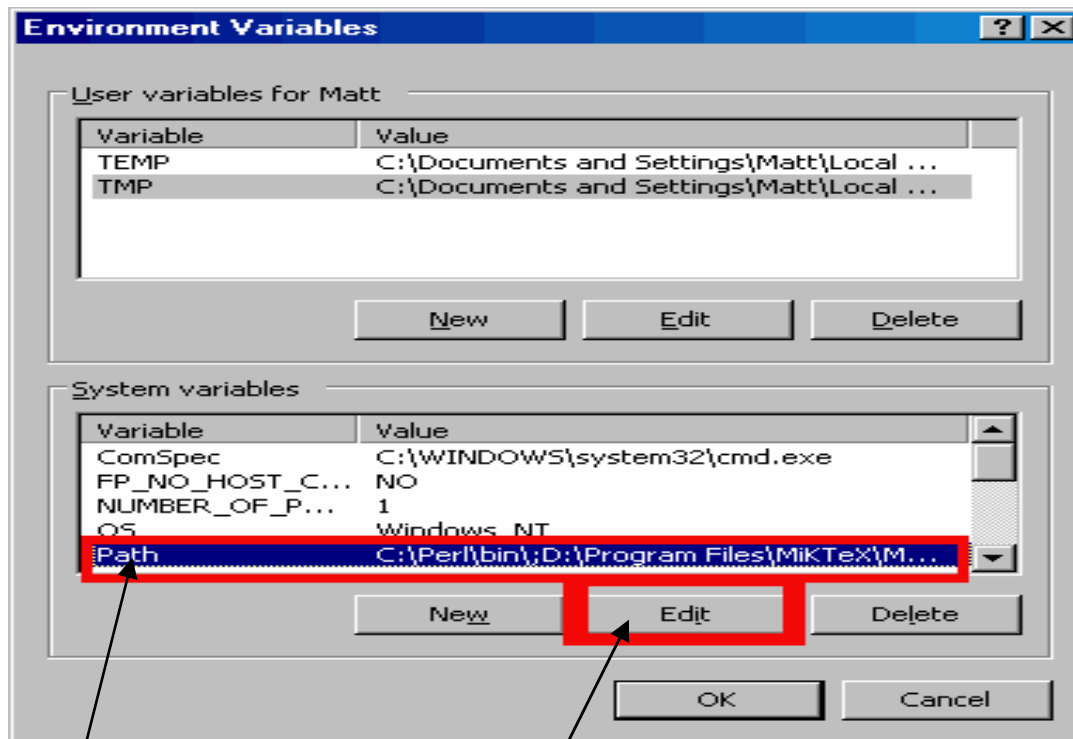 Environment Variables
User variables for Matt
Variable Value
TEMP C:\Documents and Settings\Matt\Local ...
TMP C:\Documents and Settings\Matt\Local ...
New Edit Delete
System variables
Variable Value
ComSpec C:\WINDOWS\system32\cmd.exe
FP_NO_HOST_C... NO
NUMBER_OF_P... 1
OS Windows_NT
Path C:\Perl\bin\;D:\Program Files\MiKTeX\M...
New Edit Delete
OK Cancel